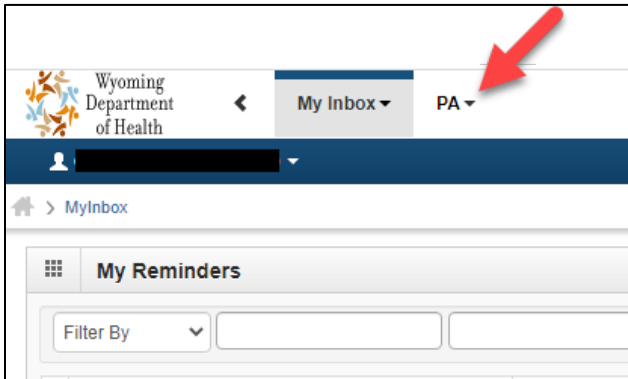 Wyoming
Department
of Health
My Inbox
PA
MyInbox
My Reminders
Filter By